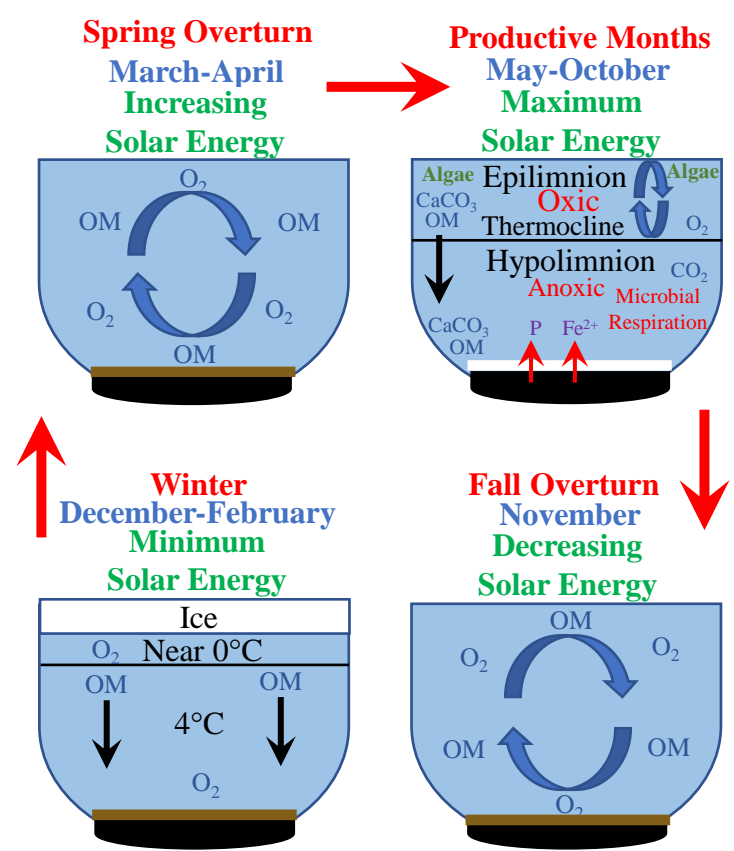 Spring Overturn
March-April
Increasing
Solar Energy
O₂
OM OM
O₂ O₂
OM
Productive Months
May-October
Maximum
Solar Energy
Algae Epilimnion Algae
CaCO₃ Oxic
OM Thermocline O₂
Hypolimnion CO₂
Anoxic Microbial
Respiration
CaCO₃ P Fe²⁺
OM
Winter
December-February
Minimum
Solar Energy
Ice
O₂ Near 0°C
OM OM
4°C
O₂
Fall Overturn
November
Decreasing
Solar Energy
OM
O₂ O₂
OM OM
O₂